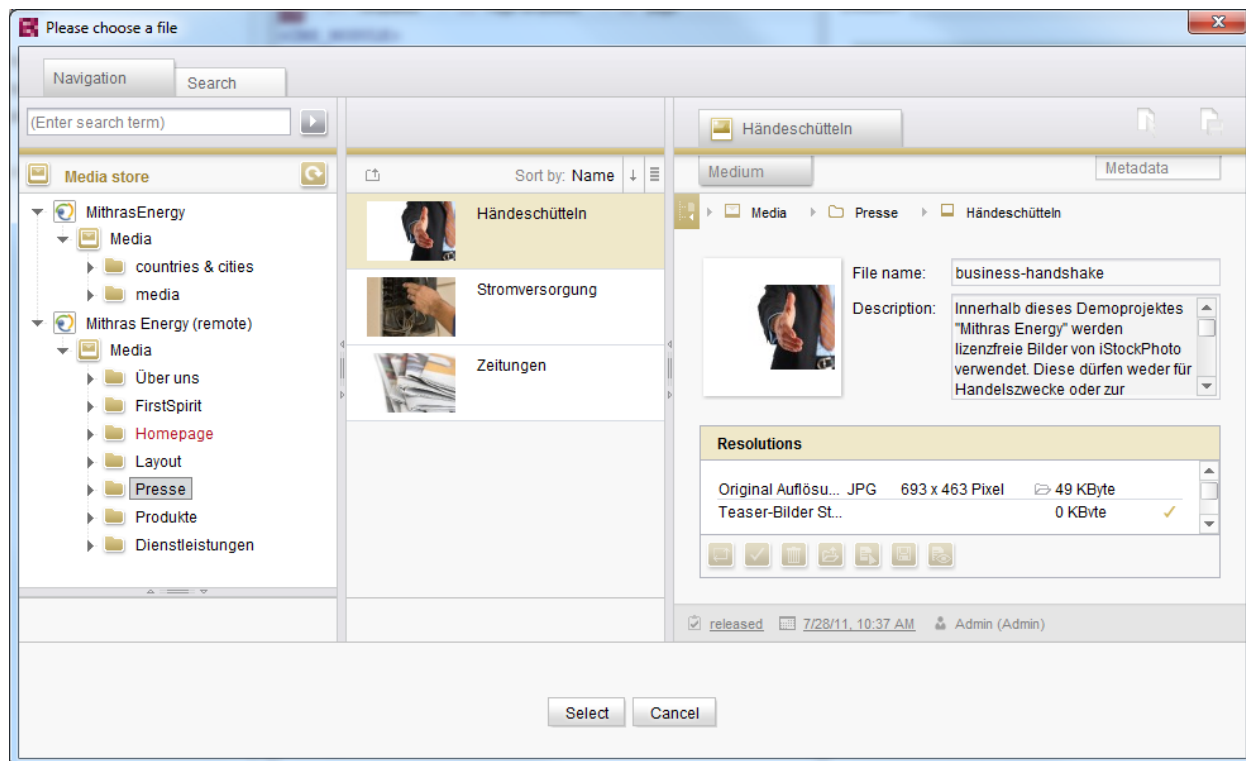 Please choose a file
Navigation
Search
(Enter search term)
Media store
MithrasEnergy
Media
countries & cities
media
Mithras Energy (remote)
Media
Über uns
FirstSpirit
Homepage
Layout
Presse
Produkte
Dienstleistungen
Sort by: Name
Händeschütteln
Stromversorgung
Zeitungen
Händeschütteln
Medium
Metadata
Media
Presse
Händeschütteln
File name:
business-handshake
Description:
Innerhalb dieses Demoprojektes
"Mithras Energy" werden
lizenzfreie Bilder von iStockPhoto
verwendet. Diese dürfen weder für
Handelszwecke oder zur
Resolutions
Original Auflösu... JPG 693 x 463 Pixel 49 KByte
Teaser-Bilder St... 0 KByte
released 7/28/11, 10:37 AM Admin (Admin)
Select Cancel